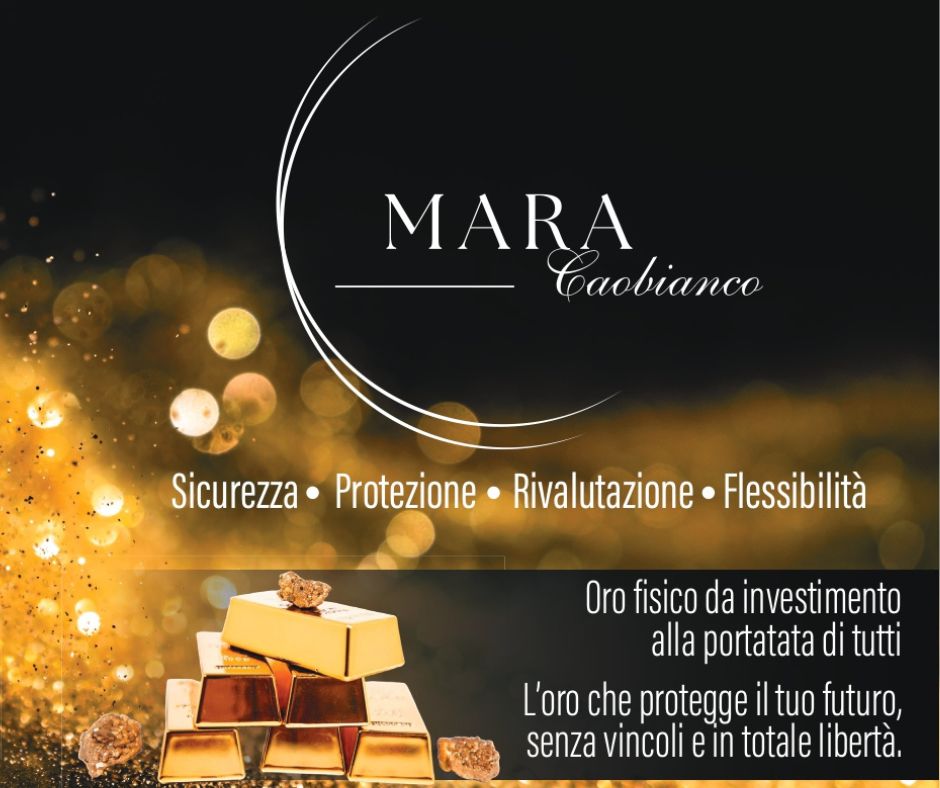 MARA
Caobianco
Sicurezza • Protezione • Rivalutazione • Flessibilità
Oro fisico da investimento
alla portatata di tutti
L'oro che protegge il tuo futuro,
senza vincoli e in totale libertà.